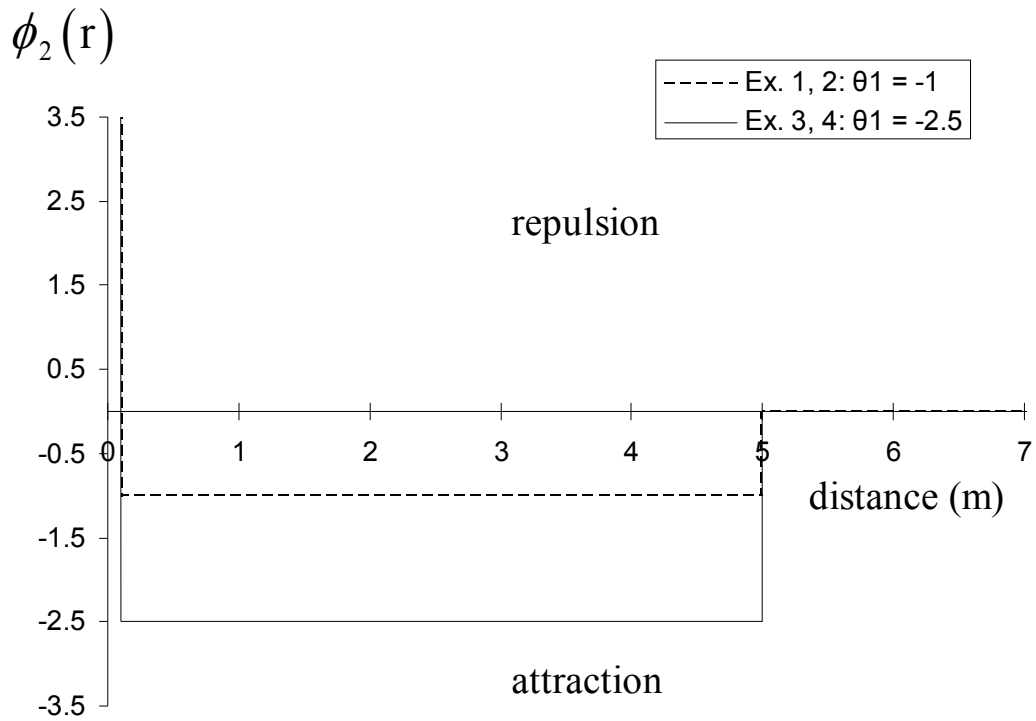 ϕ₂(r)
Ex. 1, 2: θ1 = -1
Ex. 3, 4: θ1 = -2.5
3.5
2.5
repulsion
1.5
0.5
0 1 2 3 4 5 6 7
-0.5
distance (m)
-1.5
-2.5
attraction
-3.5